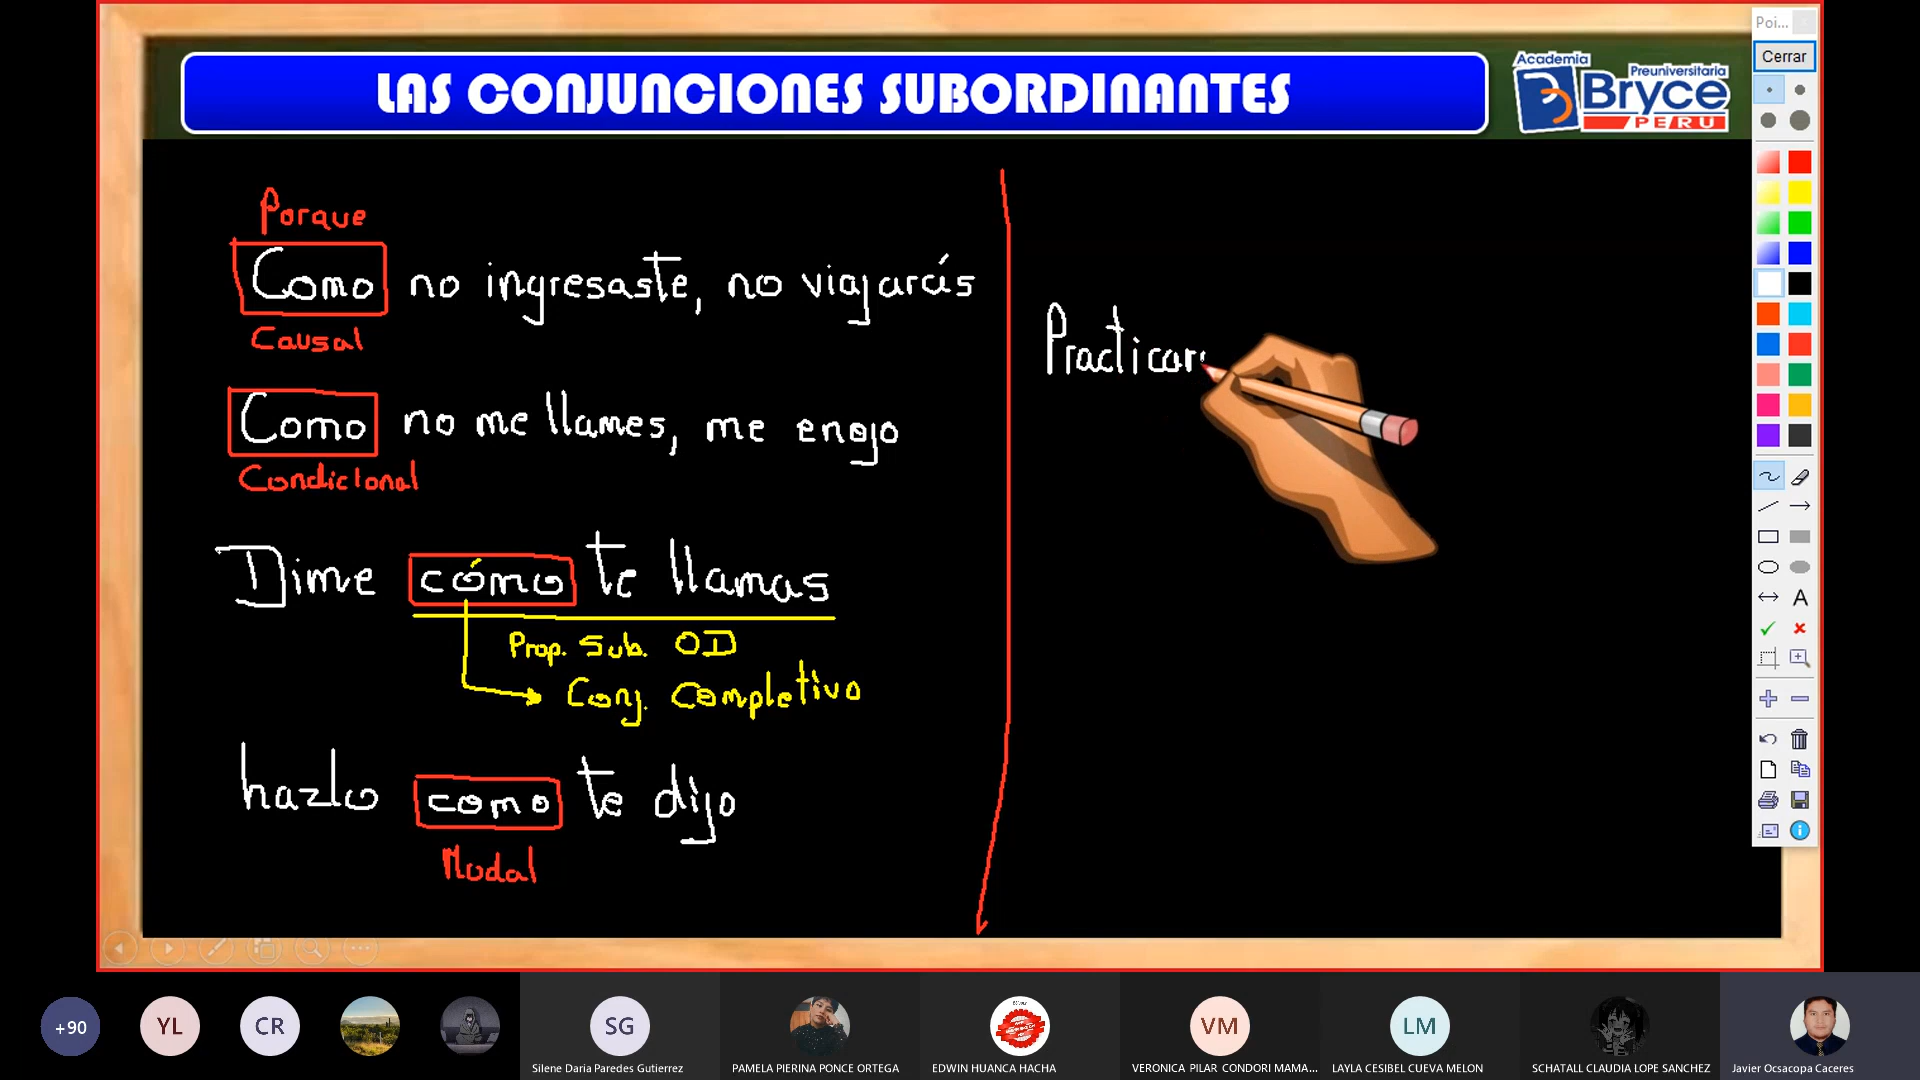 Poi...
Cerrar
LAS CONJUNCIONES SUBORDINANTES
Academia
Preuniversitaria
Bryce
PERU
Porque
Como no ingresaste, no viajarás
Causal
Como no me llames, me enojo
Condicional
Dime cómo te llamas
Prop. Sub. OD
Conj. Completivo
hazlo como te dijo
Modal
A
+90
YL
CR
SG
VM
LM
Silene Daria Paredes Gutierrez
PAMELA PIERINA PONCE ORTEGA
EDWIN HUANCA HACHA
VERONICA PILAR CONDORI MAMA...
LAYLA CESIBEL CUEVA MELON
SCHATALL CLAUDIA LOPE SANCHEZ
Javier Ocsacopa Caceres